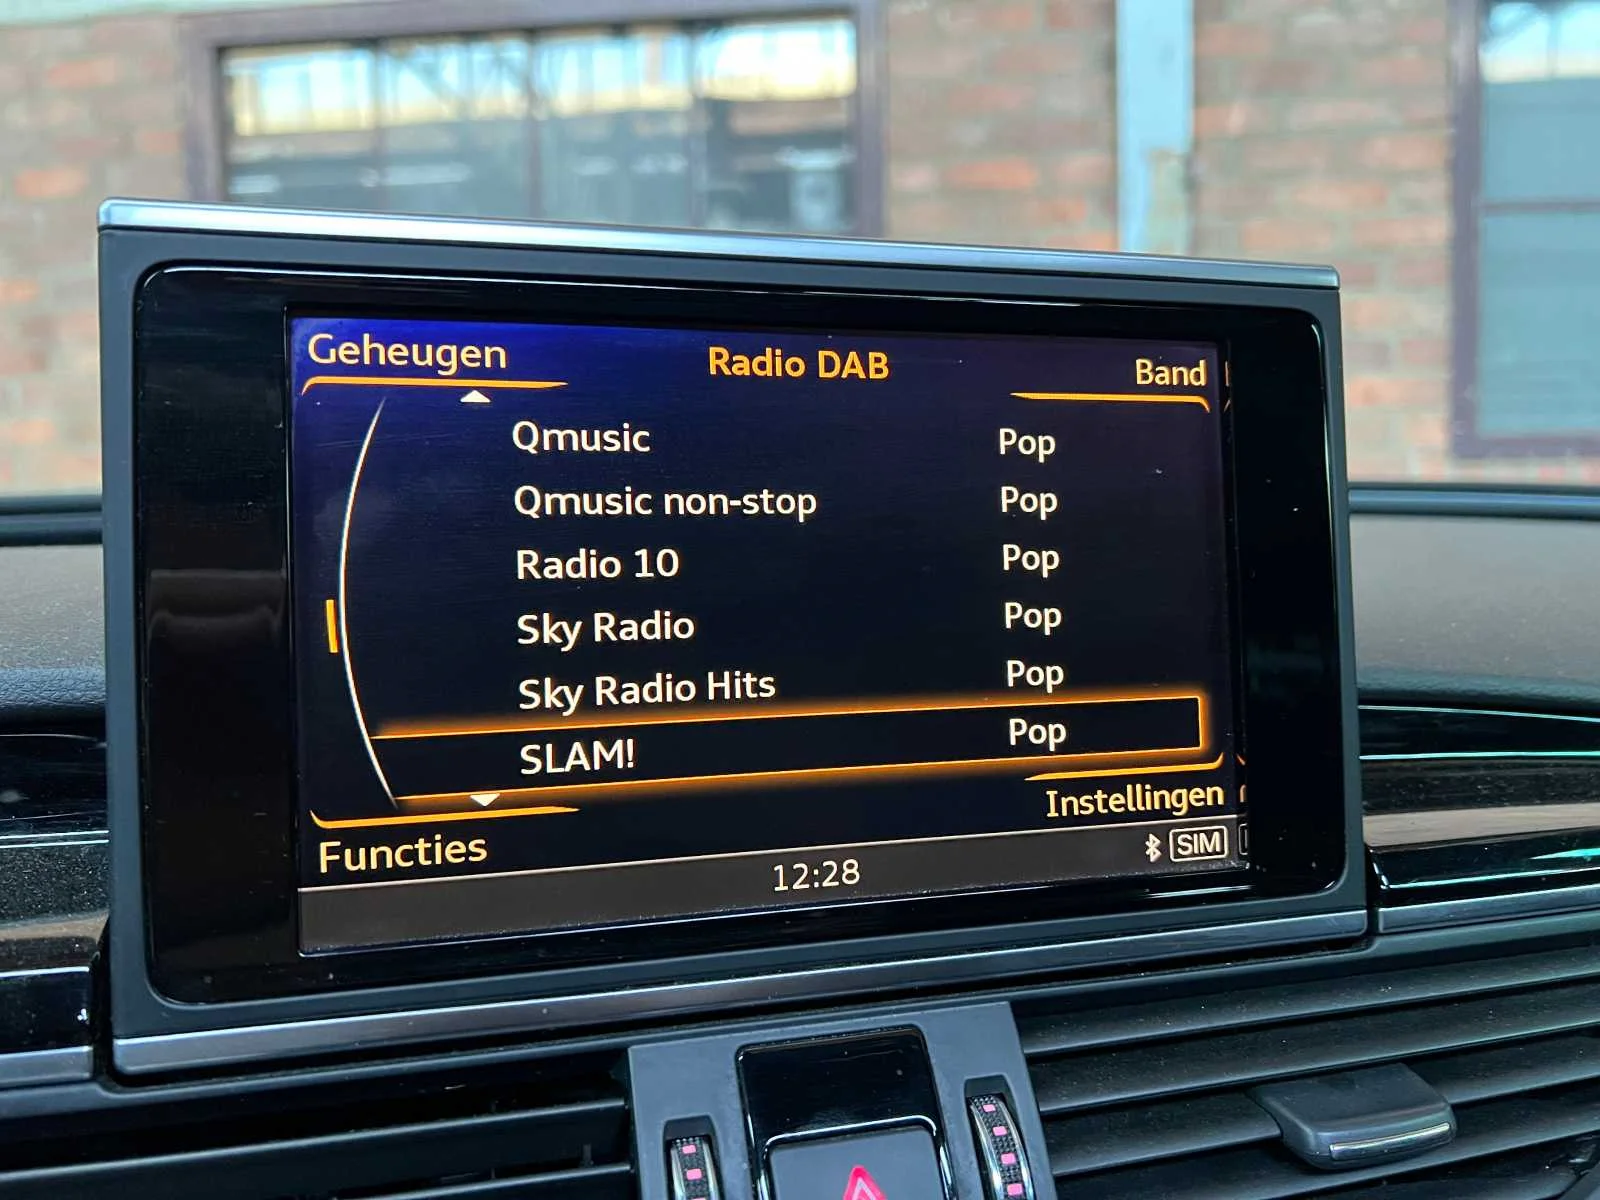 Geheugen Radio DAB Band
Qmusic Pop
Qmusic non-stop Pop
Radio 10 Pop
Sky Radio Pop
Sky Radio Hits Pop
SLAM! Pop
Functies Instellingen
12:28 SIM